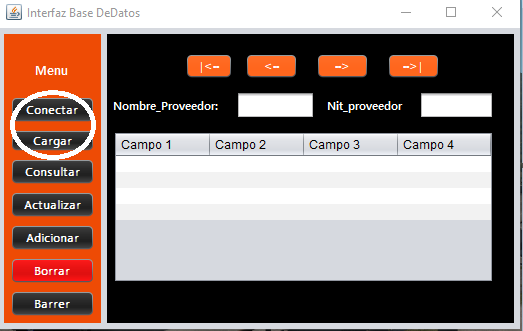 Interfaz Base DeDatos
Menu
Conectar
Cargar
Consultar
Actualizar
Adicionar
Borrar
Barrer
|<= <= => =>|
Nombre_Proveedor: Nit_proveedor
Campo 1 Campo 2 Campo 3 Campo 4